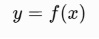 y = f(x)